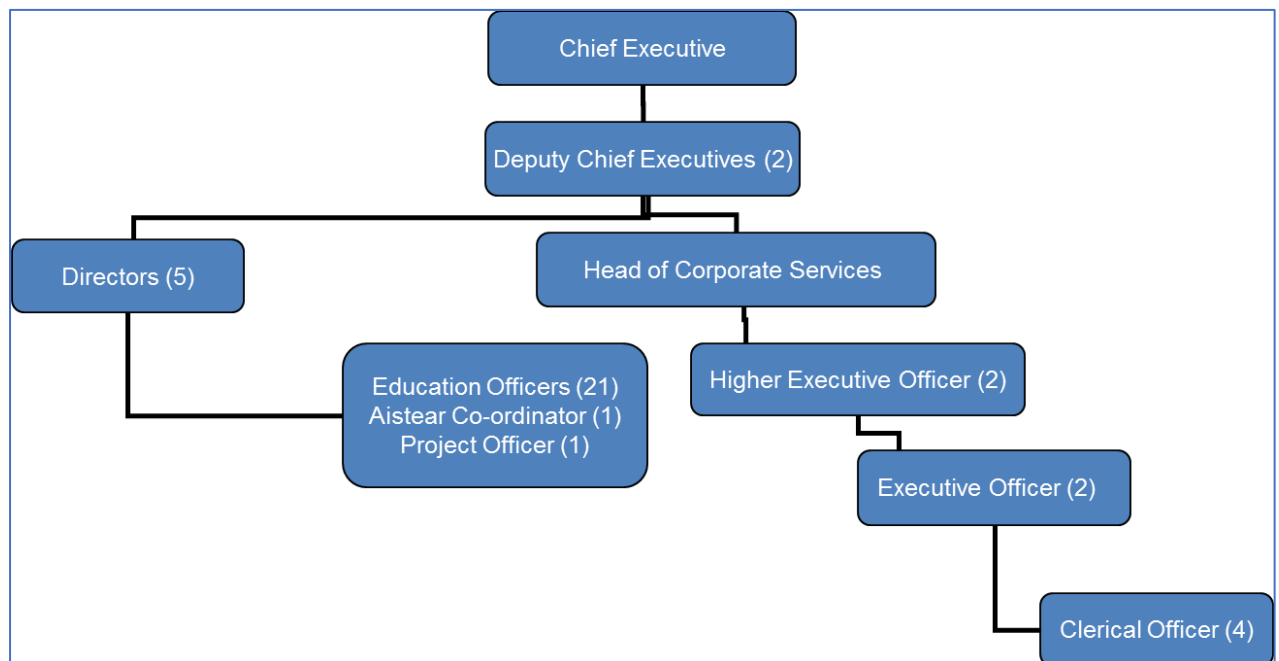 Chief Executive
Deputy Chief Executives (2)
Directors (5)
Head of Corporate Services
Education Officers (21)
Aistear Co-ordinator (1)
Project Officer (1)
Higher Executive Officer (2)
Executive Officer (2)
Clerical Officer (4)